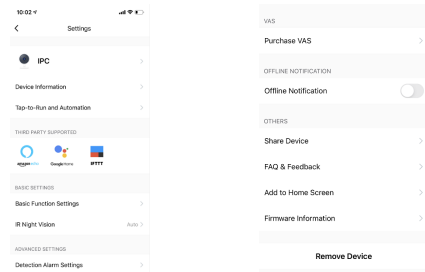 10:02
Settings
IPC
Device Information
Tap-to-Run and Automation
THIRD PARTY SUPPORTED
amazon alexa
Google Home
IFTTT
BASIC SETTINGS
Basic Function Settings
IR Night Vision
Auto
ADVANCED SETTINGS
Detection Alarm Settings
VAS
Purchase VAS
OFFLINE NOTIFICATION
Offline Notification
OTHERS
Share Device
FAQ & Feedback
Add to Home Screen
Firmware Information
Remove Device